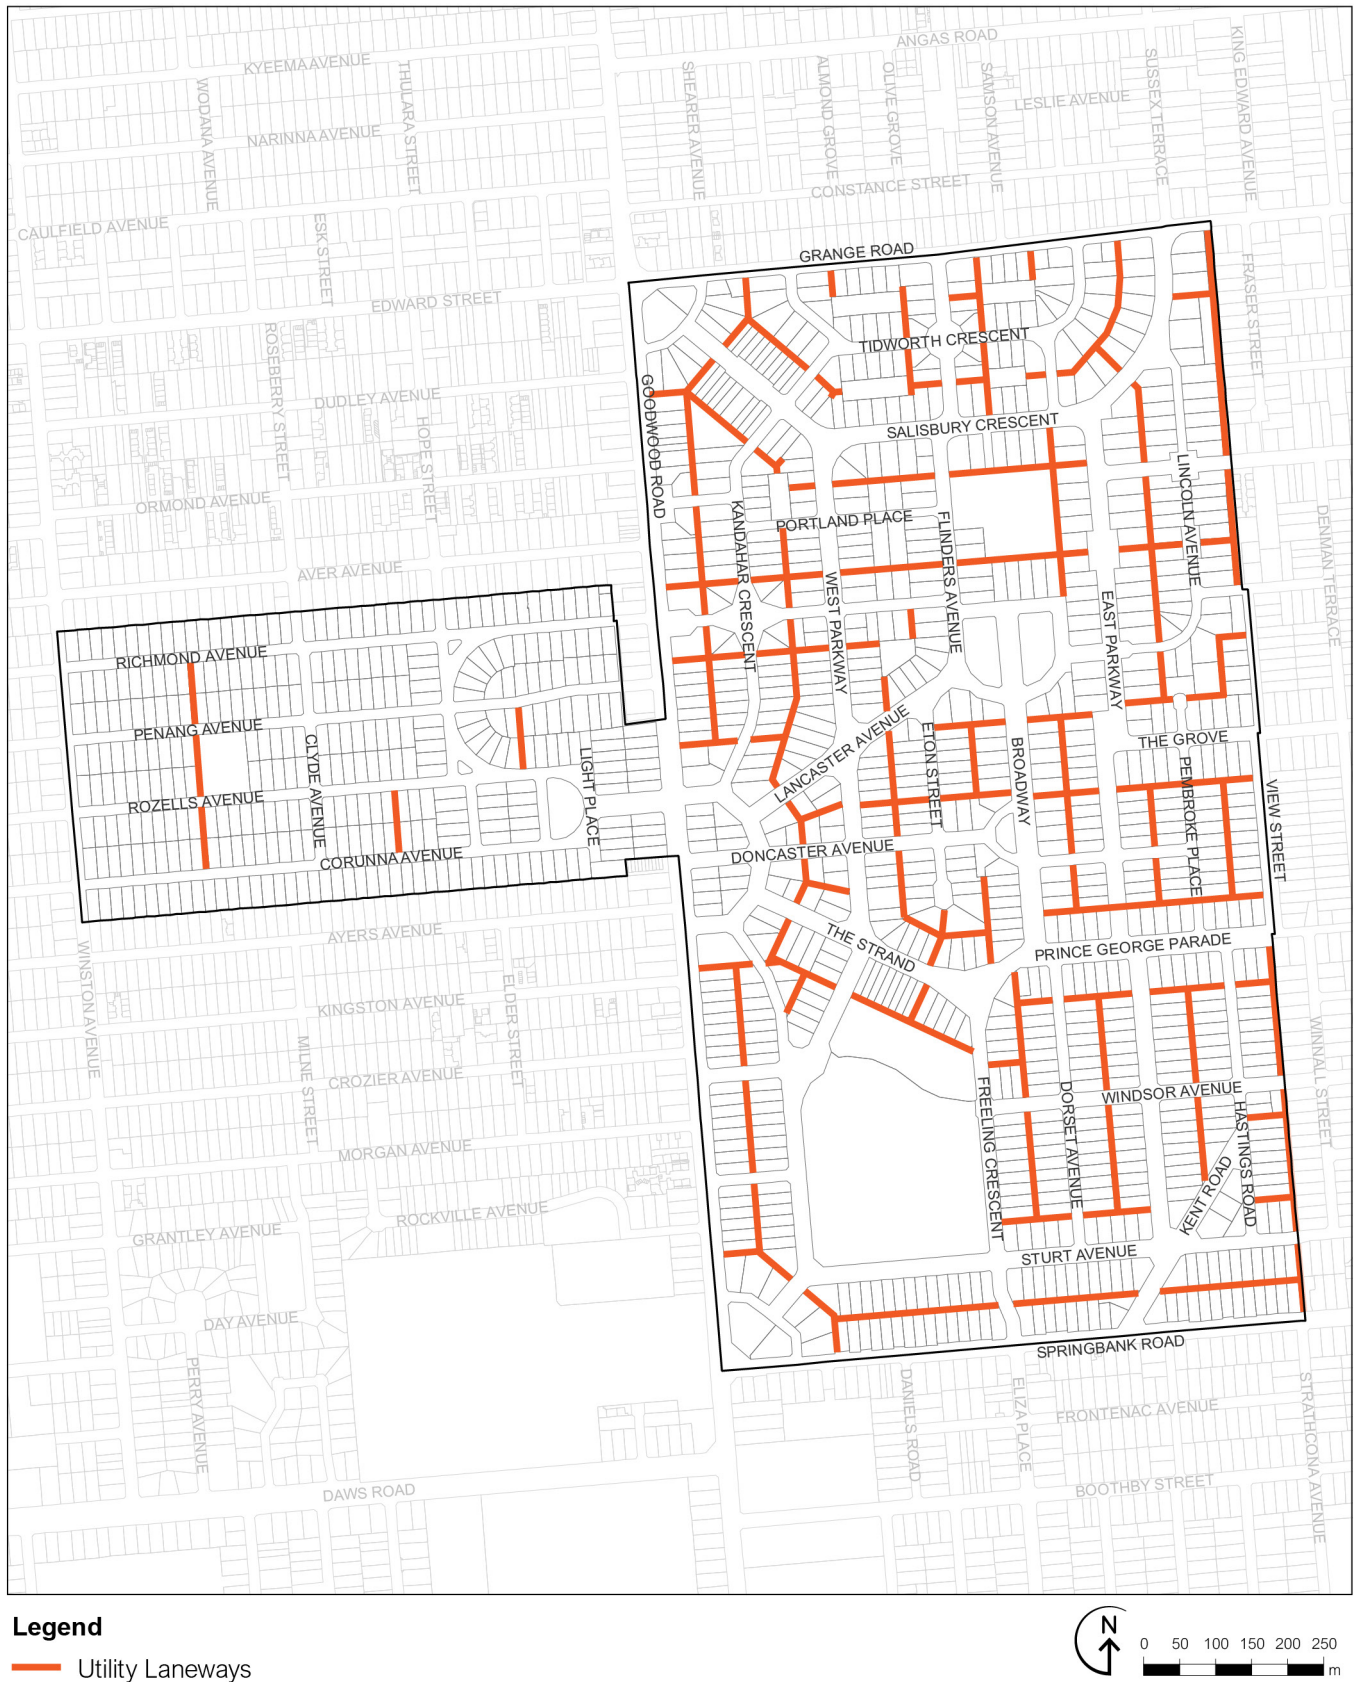 ANGAS ROAD
KING EDWARD AVENUE
KYEEMA AVENUE
THULARA STREET
WODANA AVENUE
SHEARER AVENUE
ALMOND GROVE
OLIVE GROVE
SAMSON AVENUE
LESLIE AVENUE
SUSSEX TERRACE
NARINNA AVENUE
CONSTANCE STREET
CAULFIELD AVENUE
ESK STREET
GRANGE ROAD
FRASER STREET
EDWARD STREET
ROSEBERRY STREET
TIDWORTH CRESCENT
DUDLEY AVENUE
HOPE STREET
GOODWOOD ROAD
SALISBURY CRESCENT
LINCOLN AVENUE
ORMOND AVENUE
KANDAHAR CRESCENT
PORTLAND PLACE
FLINDERS AVENUE
DENMAN TERRACE
AVER AVENUE
WEST PARKWAY
EAST PARKWAY
RICHMOND AVENUE
PENANG AVENUE
CLYDE AVENUE
LIGHT PLACE
LANCASTER AVENUE
ETON STREET
BROADWAY
THE GROVE
PEMBROKE PLACE
VIEW STREET
ROZELLS AVENUE
CORUNNA AVENUE
DONCASTER AVENUE
AYERS AVENUE
THE STRAND
PRINCE GEORGE PARADE
WINSTON AVENUE
KINGSTON AVENUE
ELDER STREET
MILNE STREET
CROZIER AVENUE
FREELING CRESCENT
DORSET AVENUE
WINDSOR AVENUE
HASTINGS ROAD
WINNALL STREET
MORGAN AVENUE
KENT ROAD
ROCKVILLE AVENUE
GRANTLEY AVENUE
STURT AVENUE
DAY AVENUE
SPRINGBANK ROAD
PERRY AVENUE
DANIELS ROAD
ELIZA PLACE
FRONTENAC AVENUE
STRATHCONA AVENUE
DAWS ROAD
BOOTHBY STREET
Legend
Utility Laneways
N
0 50 100 150 200 250
m